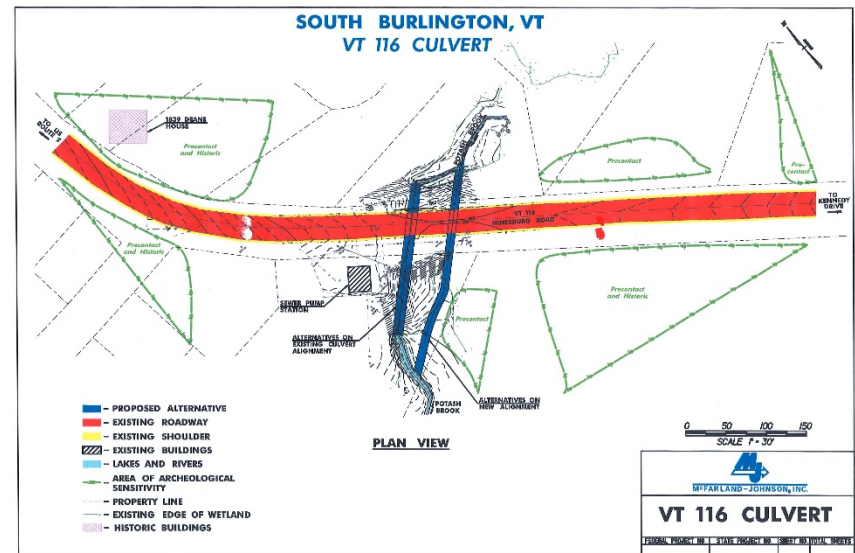 SOUTH BURLINGTON, VT
VT 116 CULVERT
TO US
ROUTE 2
1839 DEANE
HOUSE
Precontact
and Historic
Precontact
Pre-
contact
TO
KENNEDY
DRIVE
VT 116
HINESBURG ROAD
Precontact
and Historic
SEWER PUMP
STATION
Precontact
Precontact
and Historic
ALTERNATIVES ON
EXISTING CULVERT
ALIGNMENT
ALTERNATIVES ON
NEW ALIGNMENT
POTASH
BROOK
PLAN VIEW
- PROPOSED ALTERNATIVE
- EXISTING ROADWAY
- EXISTING SHOULDER
- EXISTING BUILDINGS
- LAKES AND RIVERS
- AREA OF ARCHEOLOGICAL
SENSITIVITY
- PROPERTY LINE
- EXISTING EDGE OF WETLAND
- HISTORIC BUILDINGS
0 50 100 150
SCALE 1" = 30'
McFARLAND-JOHNSON, INC.
VT 116 CULVERT
FEDERAL PROJECT NO. STATE PROJECT NO. SHEET NO. TOTAL SHEETS